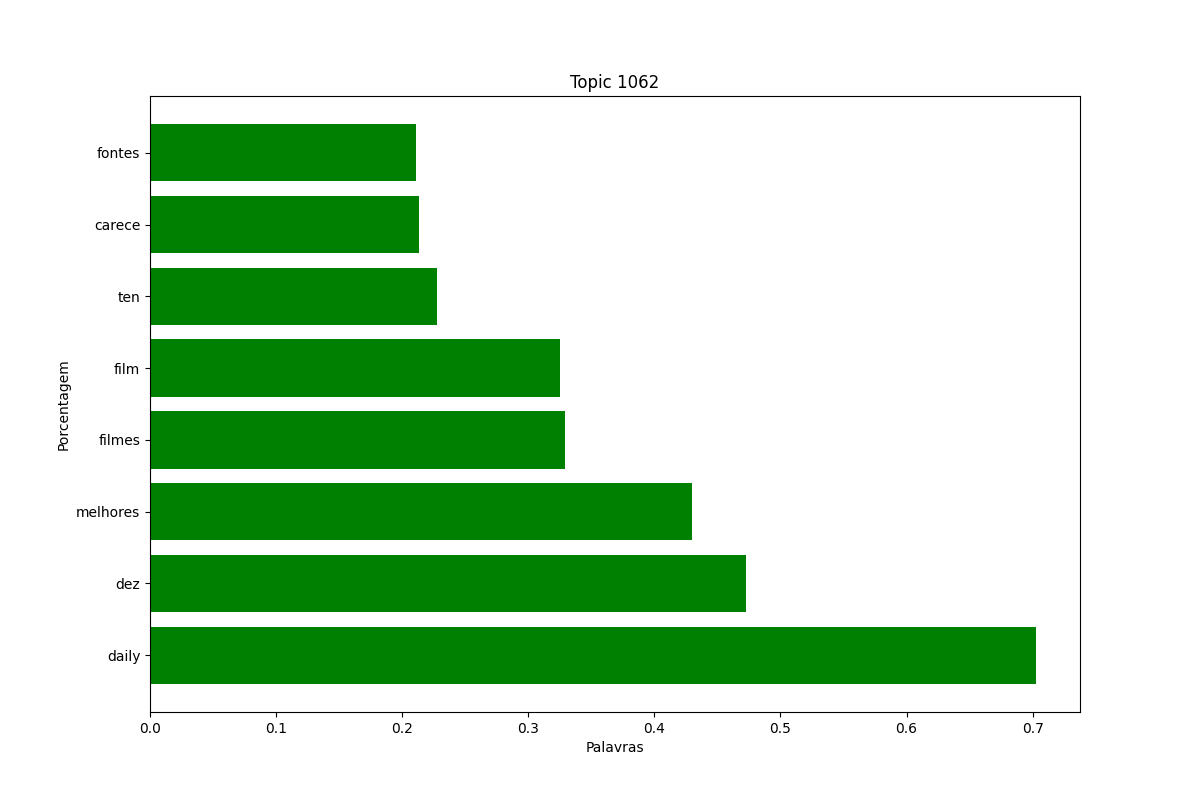 Topic 1062
fontes
carece
ten
film
filmes
melhores
dez
daily
Porcentagem
0.0 0.1 0.2 0.3 0.4 0.5 0.6 0.7
Palavras